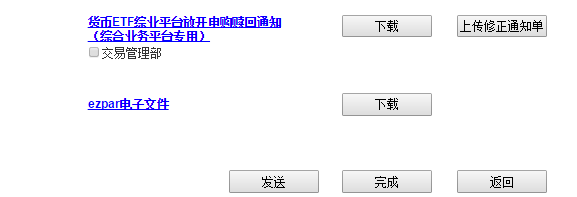 货币ETF综业平台放开申购赎回通知
（综合业务平台专用）
下载
上传修正通知单
交易管理部
ezpar电子文件
下载
发送
完成
返回